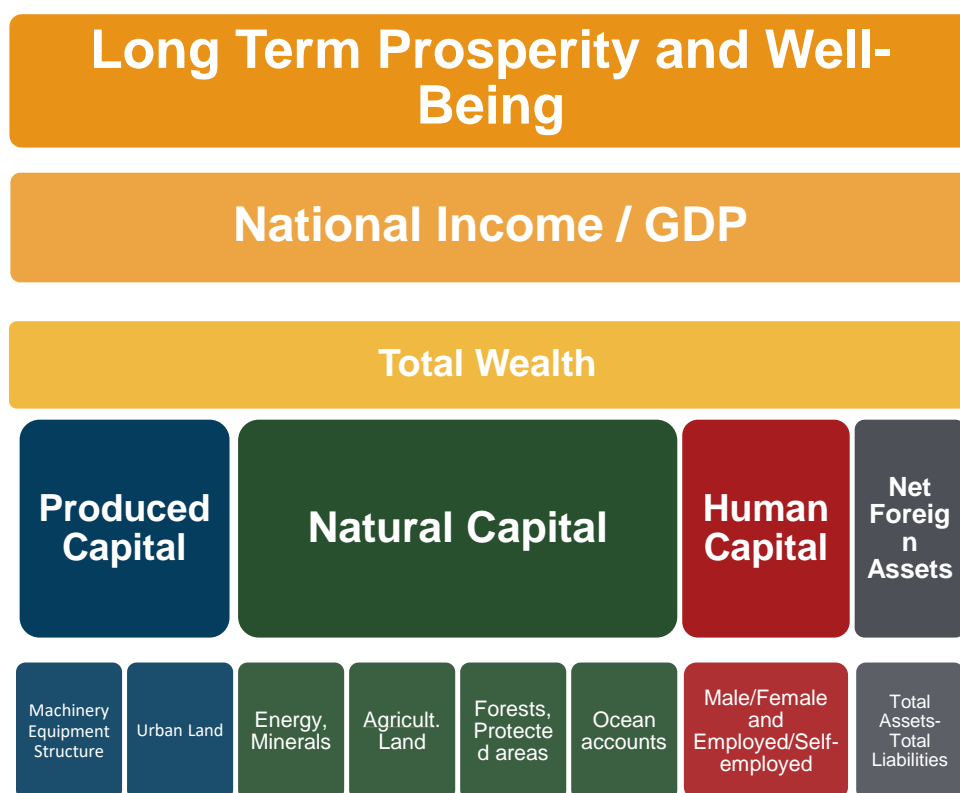 Long Term Prosperity and Well-
Being
National Income / GDP
Total Wealth
Produced
Capital
Natural Capital
Human
Capital
Net
Foreig
n
Assets
Machinery
Equipment
Structure
Urban Land
Energy,
Minerals
Agricult.
Land
Forests,
Protecte
d areas
Ocean
accounts
Male/Female
and
Employed/Self-
employed
Total
Assets-
Total
Liabilities